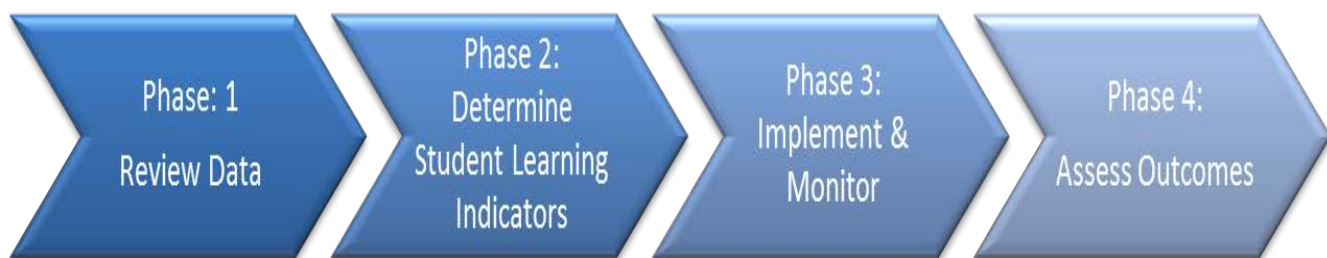 Phase: 1
Review Data
Phase 2:
Determine
Student Learning
Indicators
Phase 3:
Implement &
Monitor
Phase 4:
Assess Outcomes